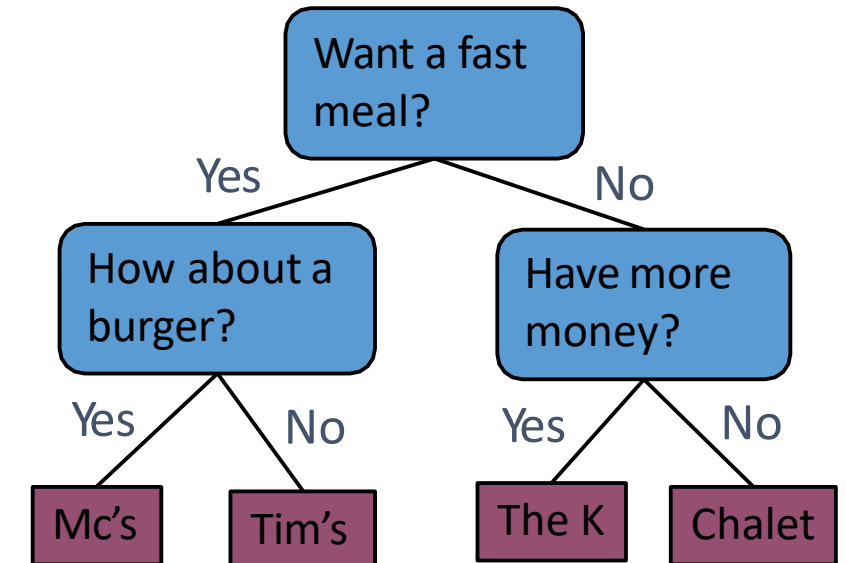 Want a fast
meal?
Yes
No
How about a
burger?
Have more
money?
Yes
No
Yes
No
Mc's
Tim's
The K
Chalet